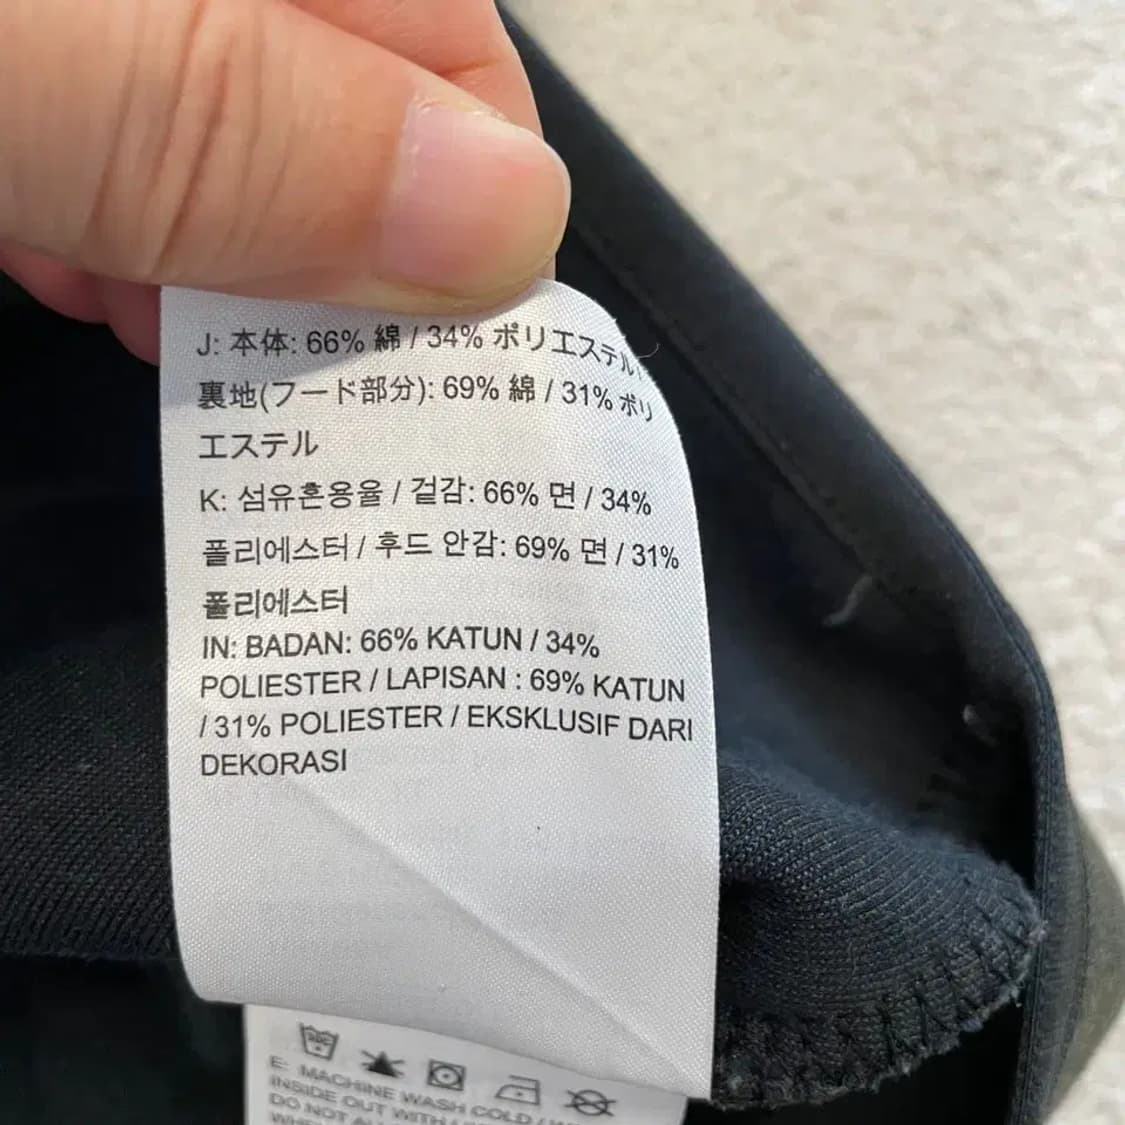 J: 本体: 66% 綿 / 34% ポリエステル
裏地(フード部分): 69% 綿 / 31% ポリ
エステル
K: 섬유혼용율 / 겉감: 66% 면 / 34%
폴리에스터 / 후드 안감: 69% 면 / 31%
폴리에스터
IN: BADAN: 66% KATUN / 34%
POLIESTER / LAPISAN : 69% KATUN
/ 31% POLIESTER / EKSKLUSIF DARI
DEKORASI
E: MACHINE WASH COLD /
INSIDE OUT WITH
DO NOT